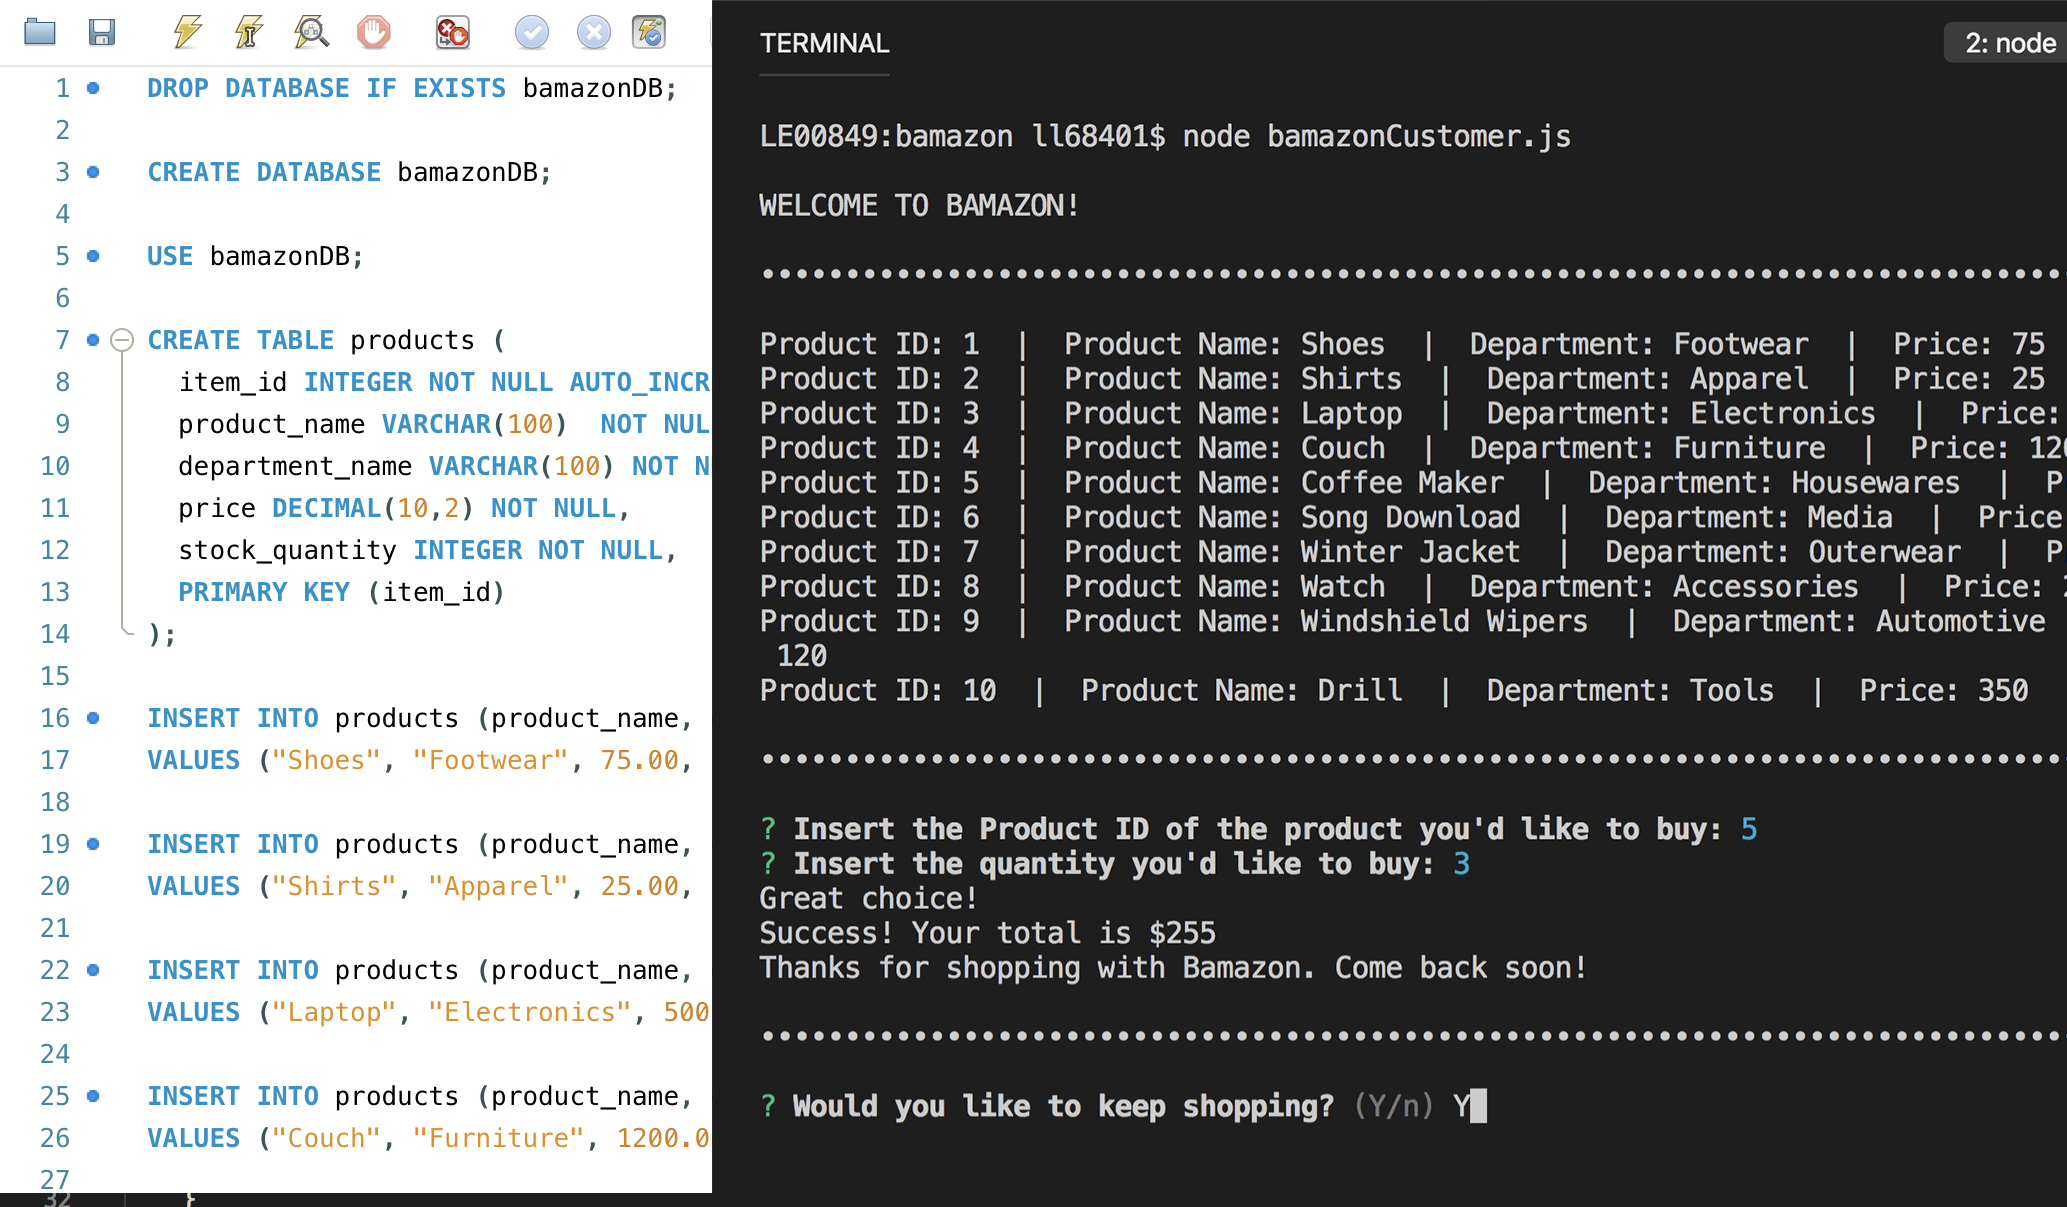 1 DROP DATABASE IF EXISTS bamazonDB;
2
3 CREATE DATABASE bamazonDB;
4
5 USE bamazonDB;
6
7 CREATE TABLE products (
8 item_id INTEGER NOT NULL AUTO_INCR
9 product_name VARCHAR(100)  NOT NUL
10 department_name VARCHAR(100) NOT N
11 price DECIMAL(10,2) NOT NULL,
12 stock_quantity INTEGER NOT NULL,
13 PRIMARY KEY (item_id)
14 );
15
16 INSERT INTO products (product_name,
17 VALUES ("Shoes", "Footwear", 75.00,
18
19 INSERT INTO products (product_name,
20 VALUES ("Shirts", "Apparel", 25.00,
21
22 INSERT INTO products (product_name,
23 VALUES ("Laptop", "Electronics", 500
24
25 INSERT INTO products (product_name,
26 VALUES ("Couch", "Furniture", 1200.0
27
32 }
TERMINAL
2: node
LE00849:bamazon ll68401$ node bamazonCustomer.js
WELCOME TO BAMAZON!
Product ID: 1  |  Product Name: Shoes  |  Department: Footwear  |  Price: 75
Product ID: 2  |  Product Name: Shirts  |  Department: Apparel  |  Price: 25
Product ID: 3  |  Product Name: Laptop  |  Department: Electronics  |  Price:
Product ID: 4  |  Product Name: Couch  |  Department: Furniture  |  Price: 120
Product ID: 5  |  Product Name: Coffee Maker  |  Department: Housewares  |  P
Product ID: 6  |  Product Name: Song Download  |  Department: Media  |  Price
Product ID: 7  |  Product Name: Winter Jacket  |  Department: Outerwear  |  P
Product ID: 8  |  Product Name: Watch  |  Department: Accessories  |  Price: 2
Product ID: 9  |  Product Name: Windshield Wipers  |  Department: Automotive
120
Product ID: 10  |  Product Name: Drill  |  Department: Tools  |  Price: 350
? Insert the Product ID of the product you'd like to buy: 5
? Insert the quantity you'd like to buy: 3
Great choice!
Success! Your total is $255
Thanks for shopping with Bamazon. Come back soon!
? Would you like to keep shopping? (Y/n) Y